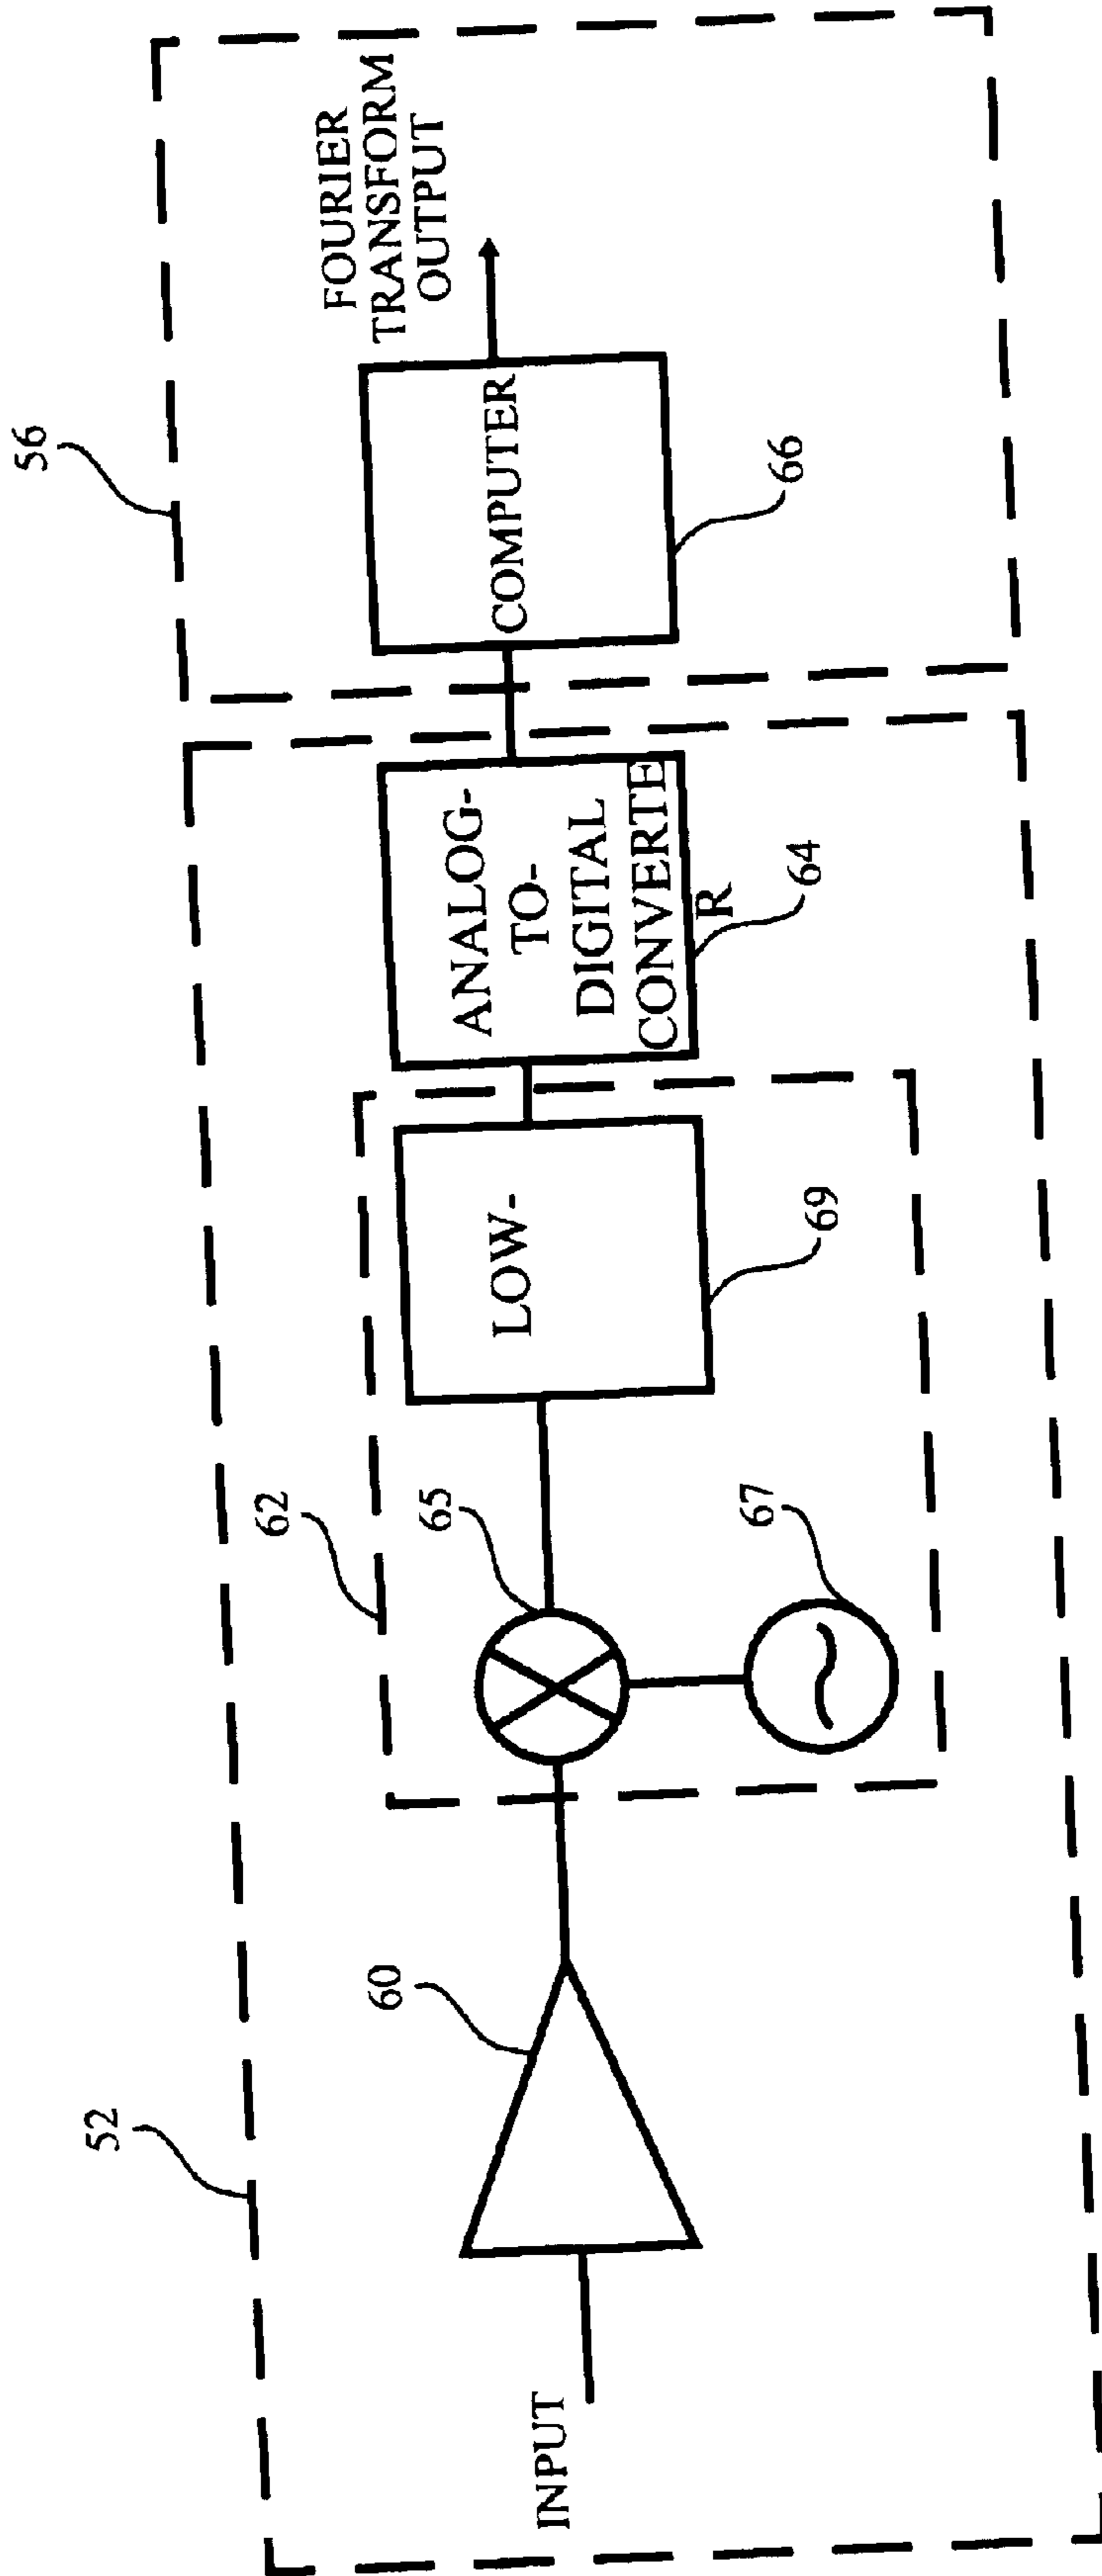 56
FOURIER
TRANSFORM
OUTPUT
COMPUTER
66
52
62
60
65
67
LOW-
69
ANALOG-
TO-
DIGITAL
CONVERTE
R
64
INPUT